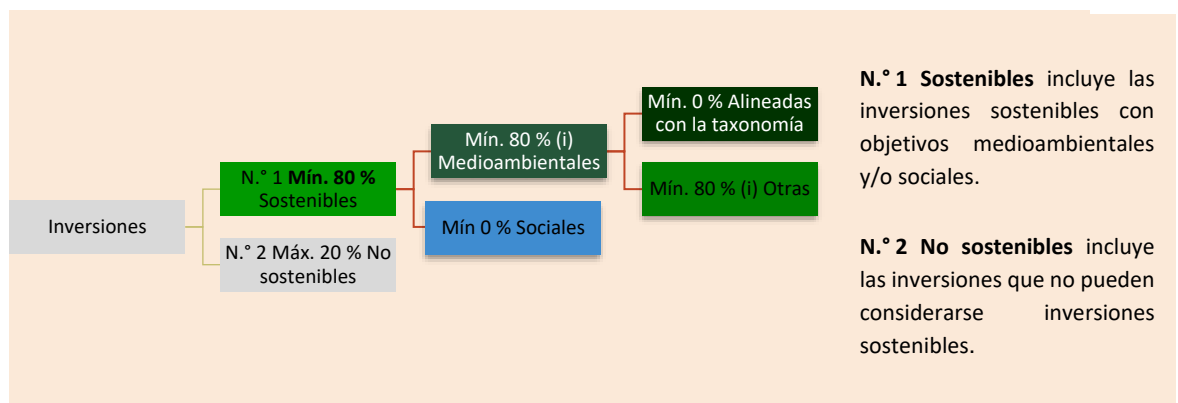 Inversiones
N.° 1 Mín. 80 %
Sostenibles
N.° 2 Máx. 20 % No
sostenibles
Mín. 80 % (i)
Medioambientales
Mín 0 % Sociales
Mín. 0 % Alineadas
con la taxonomía
Mín. 80 % (i) Otras
N.° 1 Sostenibles incluye las
inversiones sostenibles con
objetivos medioambientales
y/o sociales.
N.° 2 No sostenibles incluye
las inversiones que no pueden
considerarse inversiones
sostenibles.